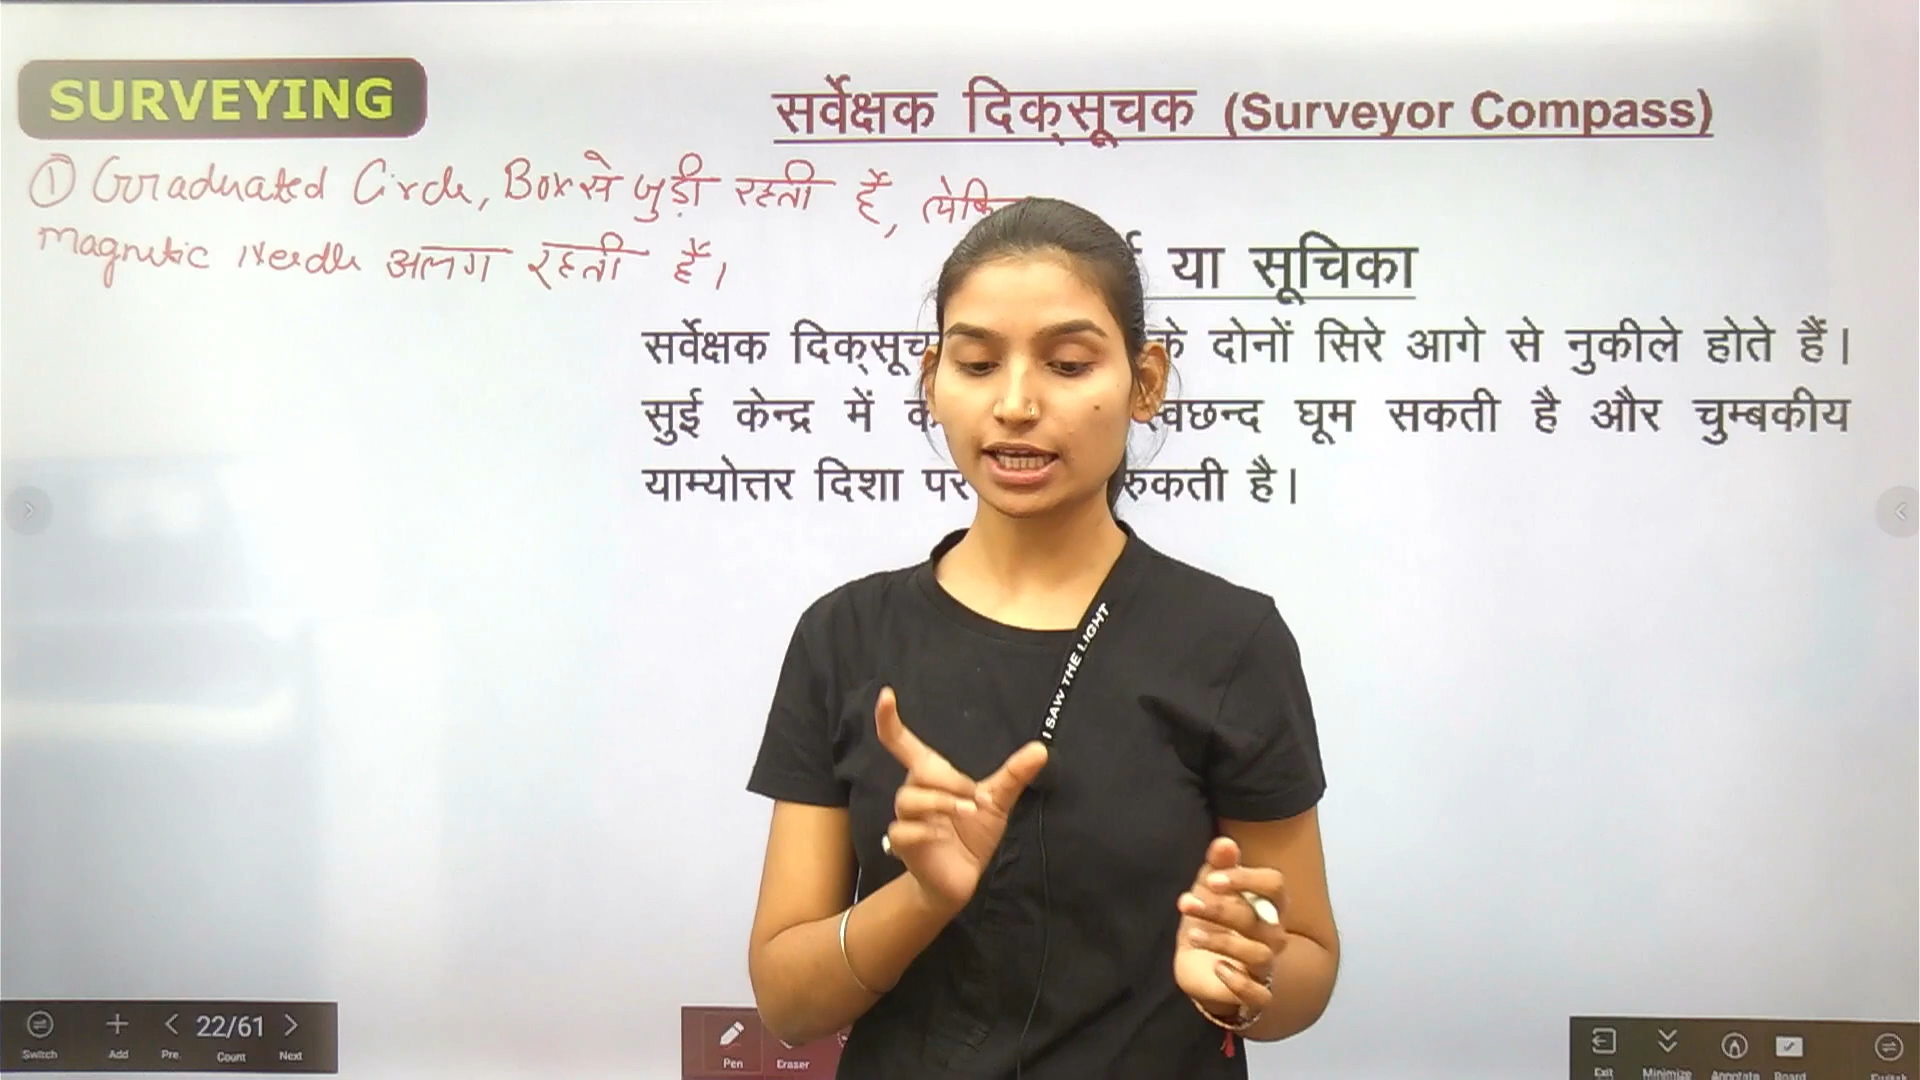 SURVEYING
सर्वेक्षक दिक्सूचक (Surveyor Compass)
① Graduated Circle, Box से जुड़ी रहती हैं,
Magnetic Needle अलग रहती हैं।
या सूचिका
सर्वेक्षक के दोनों सिरे आगे से नुकीले होते हैं।
सुई केन्द्र में घूम सकती है और चुम्बकीय
याम्योत्तर दिशा पर रुकती है।
I SAW THE LIGHT
22/61
Switch Add Pre. Count Next
Pen Eraser
Exit Minimize Annotate Board